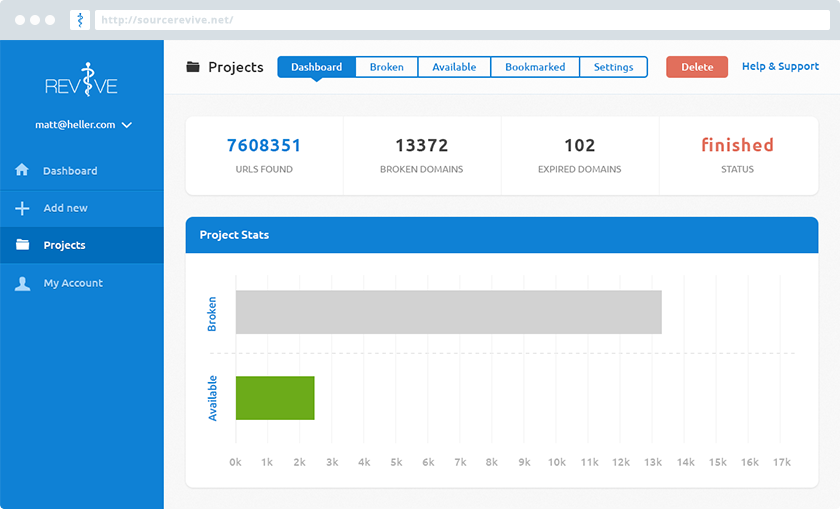 http://sourcerevive.net/
REVIVE
matt@heller.com
Dashboard
Add new
Projects
My Account
Projects
Dashboard Broken Available Bookmarked Settings
Delete
Help & Support
7608351 13372 102 finished
URLS FOUND BROKEN DOMAINS EXPIRED DOMAINS STATUS
Project Stats
Broken
Available
0k 1k 2k 3k 4k 5k 6k 7k 8k 9k 10k 11k 12k 13k 14k 15k 16k 17k